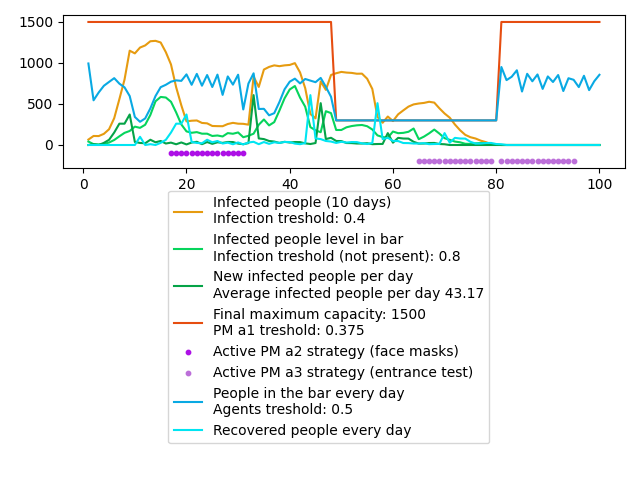 1500
1000
500
0
0 20 40 60 80 100
Infected people (10 days)
Infection treshold: 0.4
Infected people level in bar
Infection treshold (not present): 0.8
New infected people per day
Average infected people per day 43.17
Final maximum capacity: 1500
PM a1 treshold: 0.375
Active PM a2 strategy (face masks)
Active PM a3 strategy (entrance test)
People in the bar every day
Agents treshold: 0.5
Recovered people every day